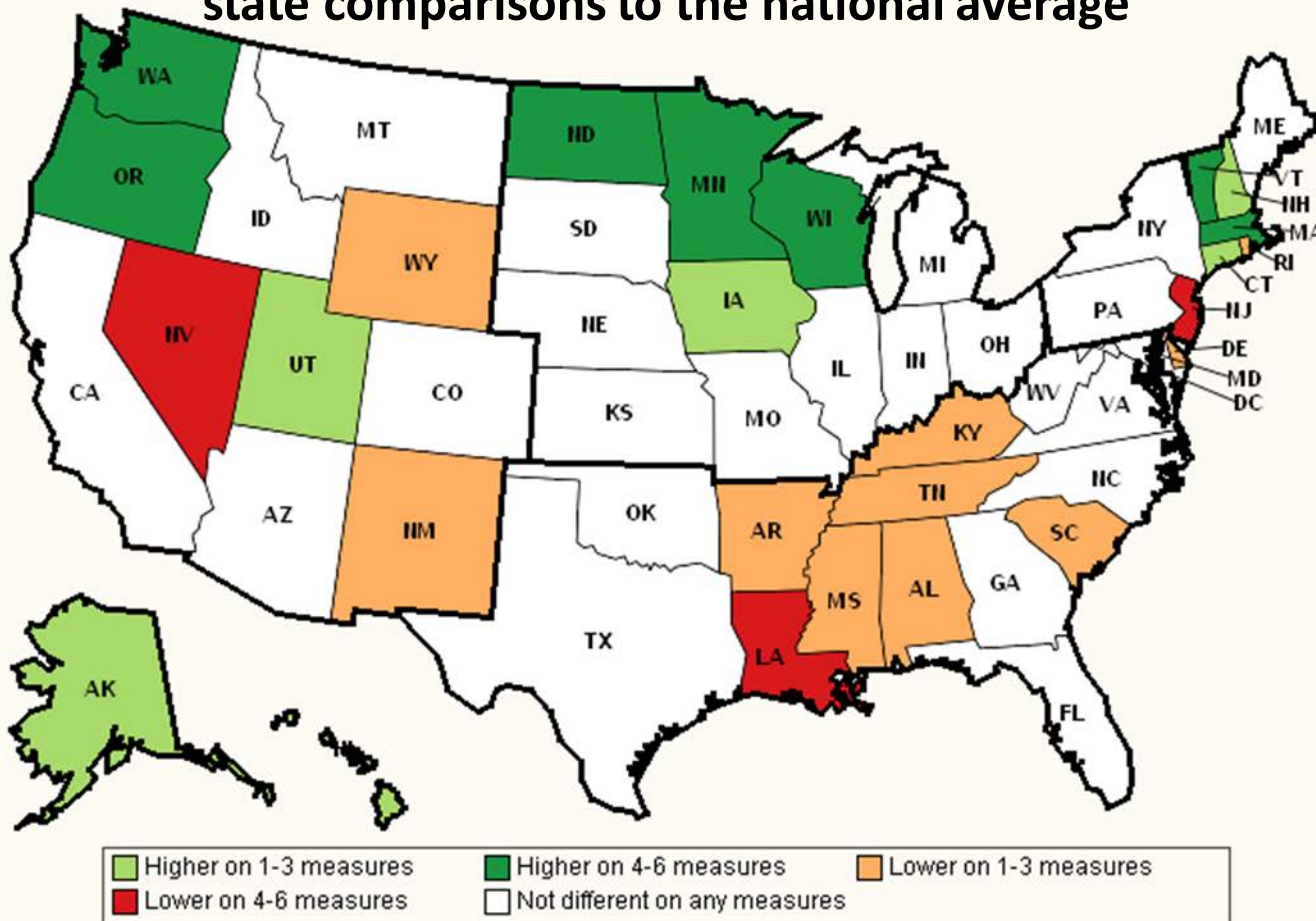 state comparisons to the national average
WA
MT
ND
ME
OR
MN
VT
ID
WI
NH
SD
NY
MA
WY
MI
RI
CT
IA
NE
PA
NJ
NV
UT
OH
IN
IL
DE
CO
WV
MD
CA
KS
MO
VA
DC
KY
NC
TN
AZ
OK
NM
AR
SC
GA
AL
MS
TX
LA
AK
FL
Higher on 1-3 measures Higher on 4-6 measures Lower on 1-3 measures
Lower on 4-6 measures Not different on any measures